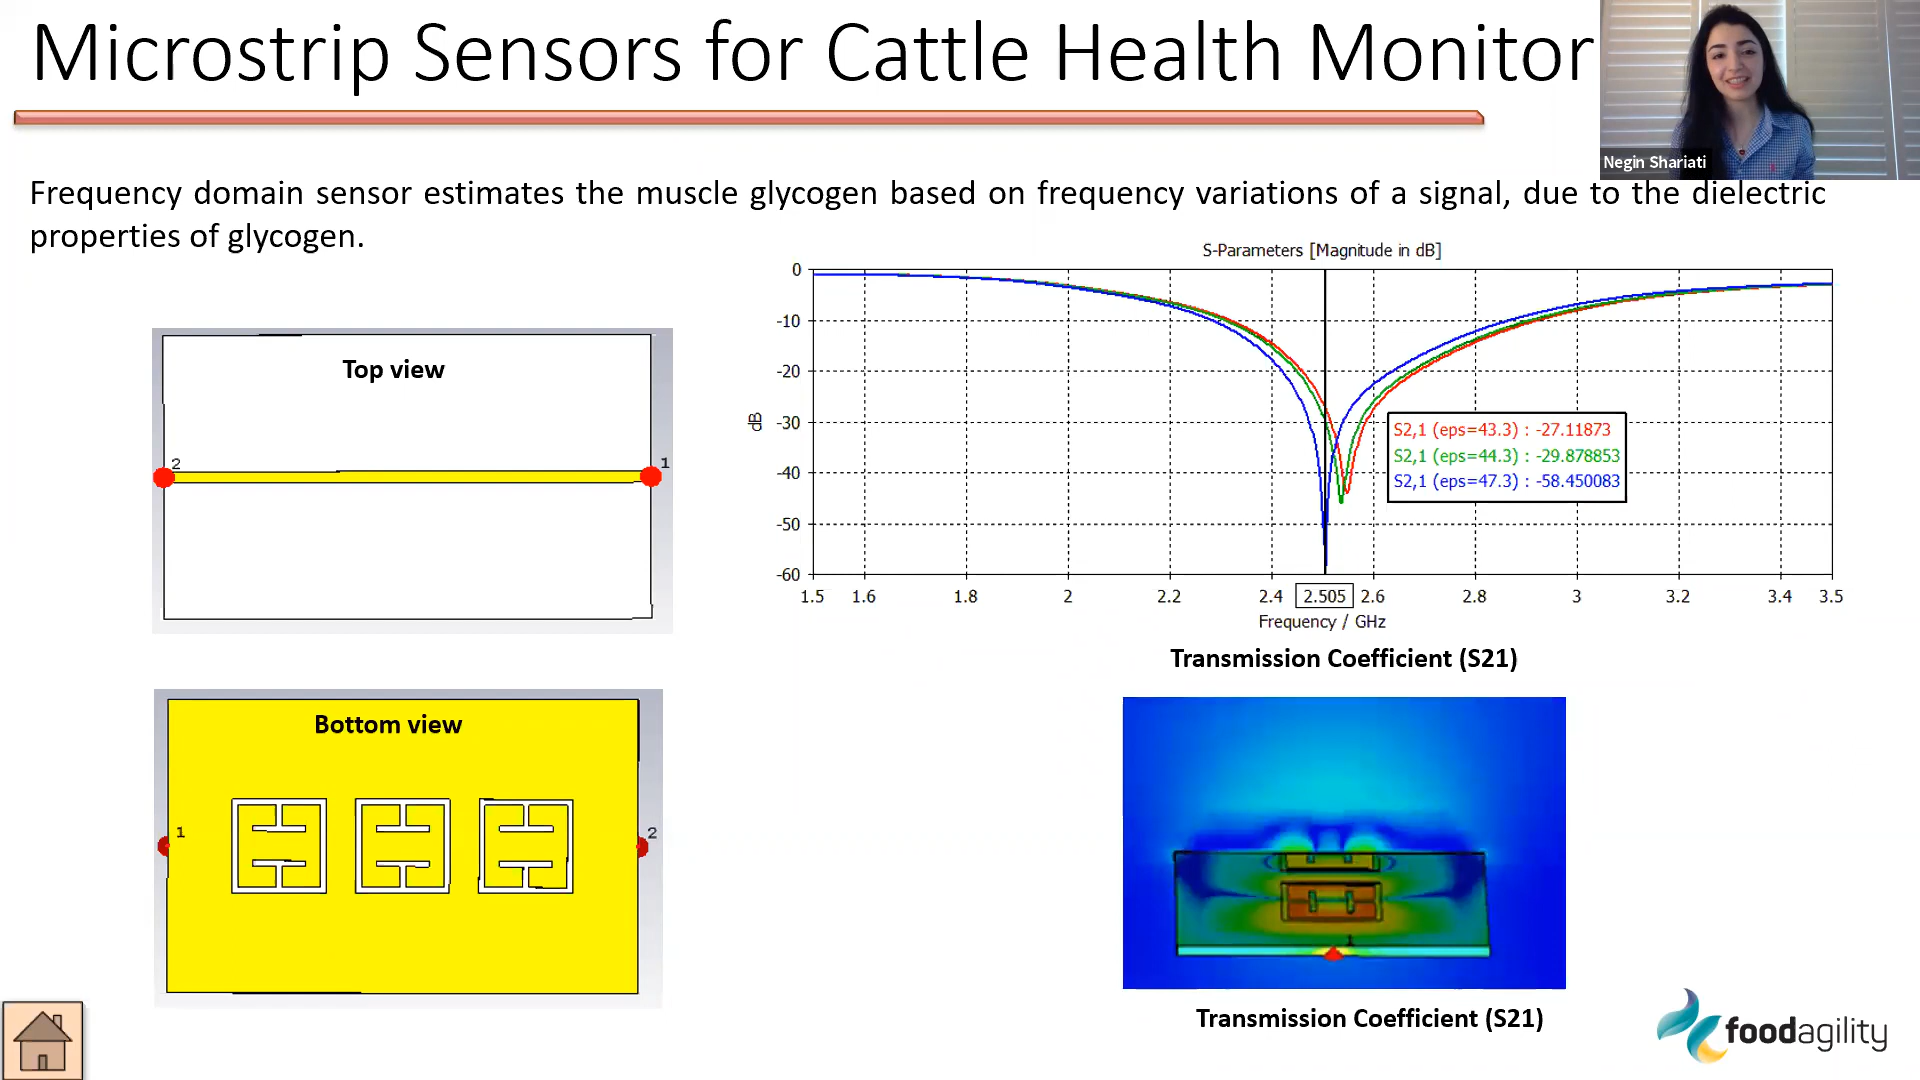 Microstrip Sensors for Cattle Health Monitor
Negin Shariati
Frequency domain sensor estimates the muscle glycogen based on frequency variations of a signal, due to the dielectric
properties of glycogen.
S-Parameters [Magnitude in dB]
0
-10
-20
-30
-40
-50
-60
dB
S2,1 (eps=43.3) : -27.11873
S2,1 (eps=44.3) : -29.878853
S2,1 (eps=47.3) : -58.450083
1.5 1.6 1.8 2 2.2 2.4 2.505 2.6 2.8 3 3.2 3.4 3.5
Frequency / GHz
Transmission Coefficient (S21)
Top view
2 1
Bottom view
1 2
1
Transmission Coefficient (S21)
foodagility